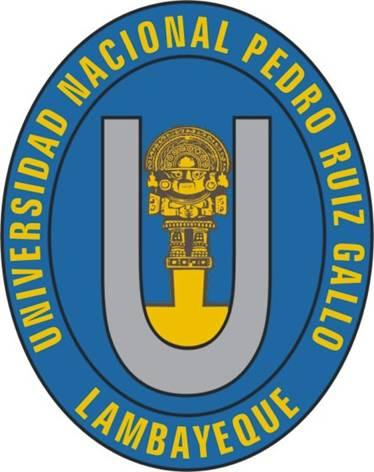 UNIVERSIDAD NACIONAL PEDRO RUIZ GALLO
U
LAMBAYEQUE